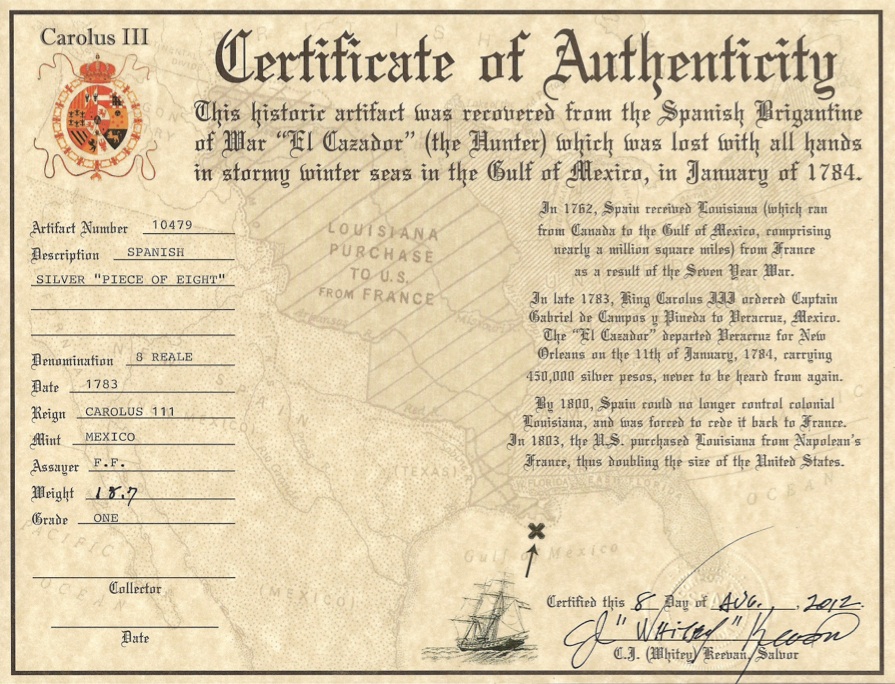 Carolus III
Certificate of Authenticity
This historic artifact was recovered from the Spanish Brigantine
of War "El Cazador" (the Hunter) which was lost with all hands
in stormy winter seas in the Gulf of Mexico, in January of 1784.
Artifact Number 10479
Description SPANISH
SILVER "PIECE OF EIGHT"
Denomination 8 REALE
Date 1783
Reign CAROLUS 111
Mint MEXICO
Assayer F.F.
Weight 18.7
Grade ONE
Collector
Date
In 1762, Spain received Louisiana (which ran
from Canada to the Gulf of Mexico, comprising
nearly a million square miles) from France
as a result of the Seven Year War.
In late 1783, King Carolus III ordered Captain
Gabriel de Campos y Pineda to Veracruz, Mexico.
The "El Cazador" departed Veracruz for New
Orleans on the 11th of January, 1784, carrying
450,000 silver pesos, never to be heard from again.
By 1800, Spain could no longer control colonial
Louisiana, and was forced to cede it back to France.
In 1803, the U.S. purchased Louisiana from Napolean's
France, thus doubling the size of the United States.
LOUISIANA
PURCHASE
TO U.S.
FROM FRANCE
(TEXAS)
Gulf of Mexico
(MEXICO)
PACIFIC
OCEAN
OCEAN
Certified this 8 Day of AUG. , 2012.
CJ "Whitey" Keevan
C.J. (Whitey) Keevan, Salvor